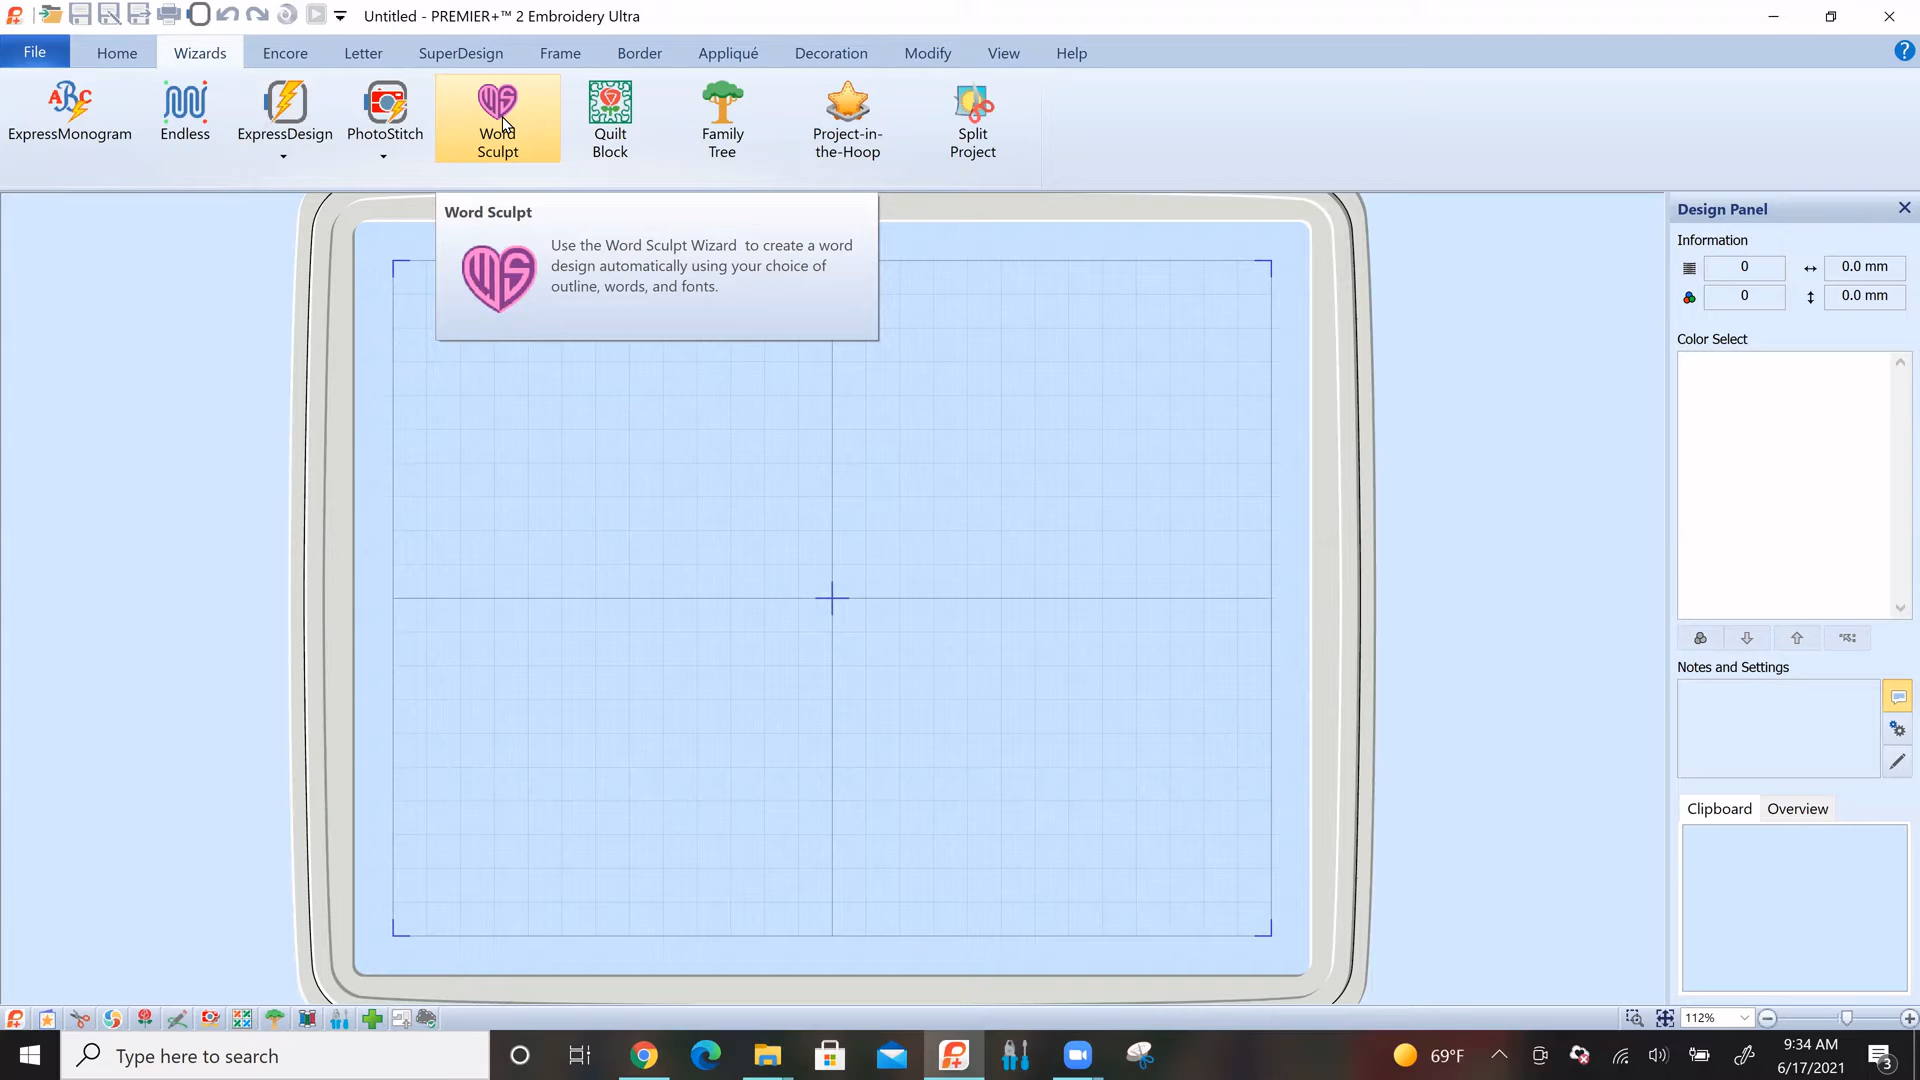 Untitled - PREMIER+™ 2 Embroidery Ultra
File Home Wizards Encore Letter SuperDesign Frame Border Appliqué Decoration Modify View Help
ExpressMonogram
Endless
ExpressDesign
PhotoStitch
Word
Sculpt
Quilt
Block
Family
Tree
Project-in-
the-Hoop
Split
Project
Word Sculpt
Use the Word Sculpt Wizard to create a word
design automatically using your choice of
outline, words, and fonts.
Design Panel
Information
0 0.0 mm
0 0.0 mm
Color Select
Notes and Settings
Clipboard Overview
112%
Type here to search
69°F
9:34 AM
6/17/2021
3